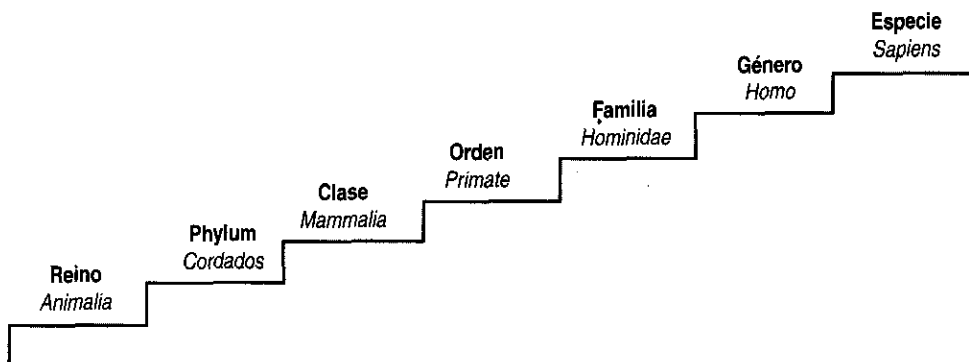 Especie
Sapiens
Género
Homo
Familia
Hominidae
Orden
Primate
Clase
Mammalia
Phylum
Cordados
Reino
Animalia